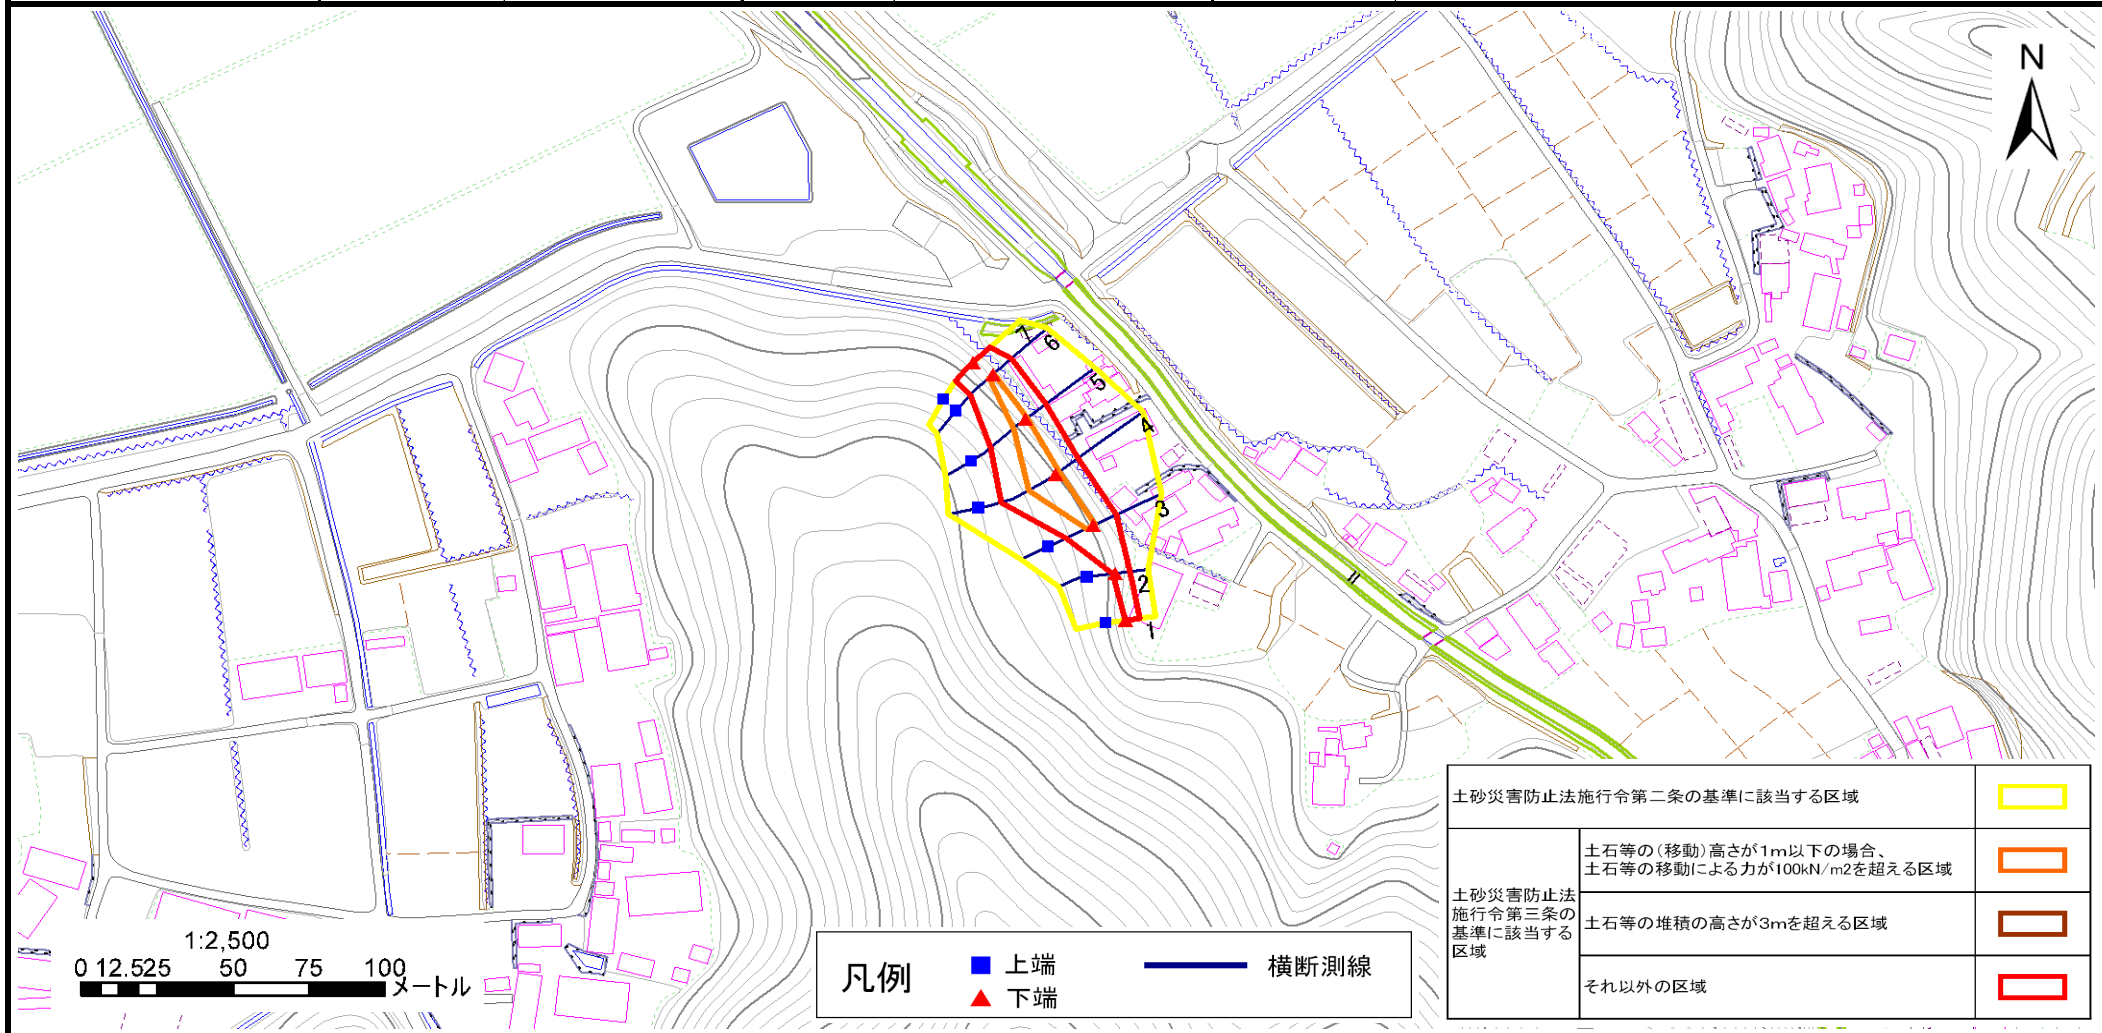 N
7
6
5
4
3
2
1
1:2,500
0 12.525 50 75 100
メートル
凡例
上端
下端
横断測線
土砂災害防止法施行令第二条の基準に該当する区域
土砂災害防止法
施行令第三条の
基準に該当する
区域
土石等の(移動)高さが1m以下の場合、
土石等の移動による力が100kN/m2を超える区域
土石等の堆積の高さが3mを超える区域
それ以外の区域